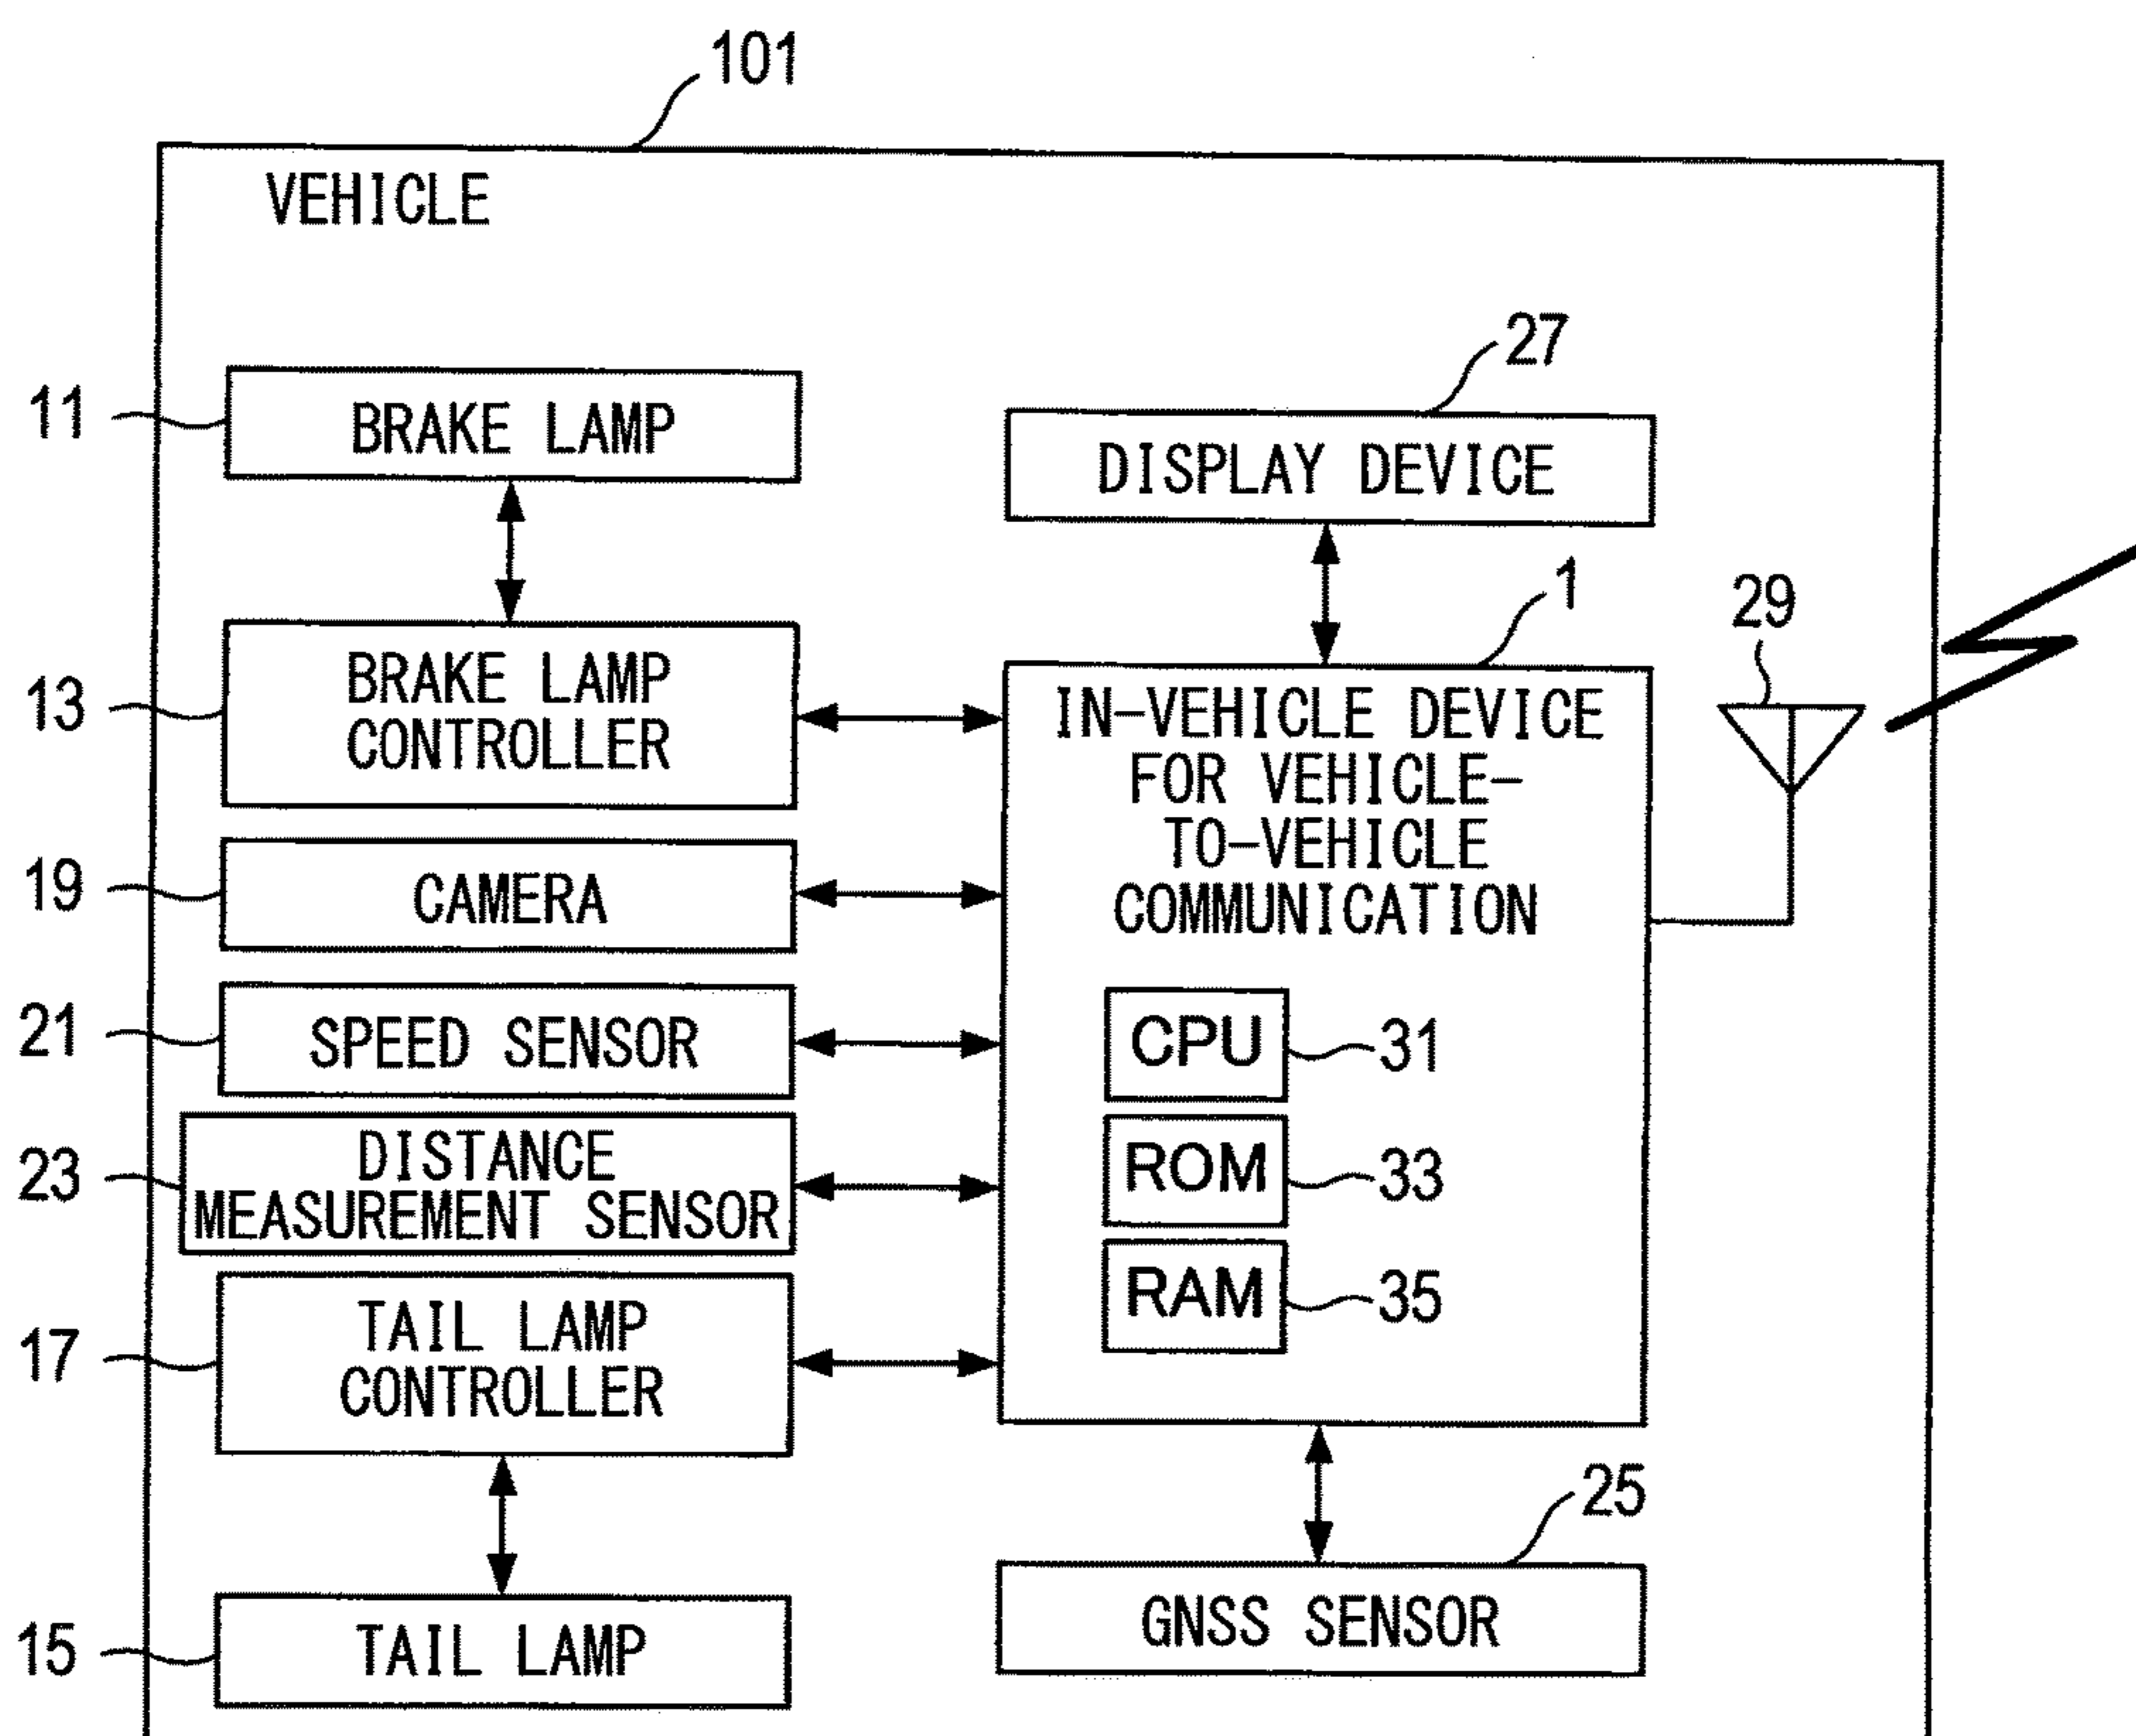 101
VEHICLE
11
BRAKE LAMP
27
DISPLAY DEVICE
13
BRAKE LAMP
CONTROLLER
1
IN-VEHICLE DEVICE
FOR VEHICLE-
TO-VEHICLE
COMMUNICATION
29
19
CAMERA
21
SPEED SENSOR
CPU
31
23
DISTANCE
MEASUREMENT SENSOR
ROM
33
17
TAIL LAMP
CONTROLLER
RAM
35
25
GNSS SENSOR
15
TAIL LAMP